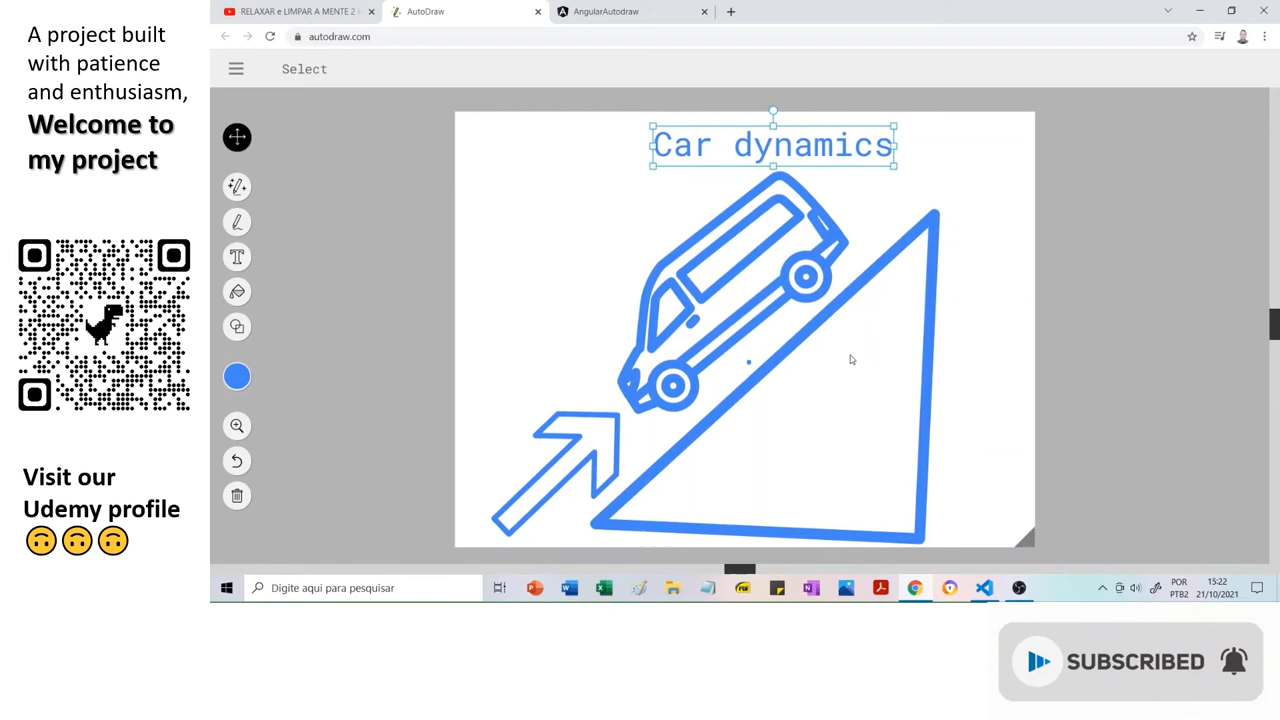 A project built
with patience
and enthusiasm,
Welcome to
my project
Visit our
Udemy profile
RELAXAR e LIMPAR A MENTE 2
AutoDraw
AngularAutodraw
autodraw.com
Select
Car dynamics
Digite aqui para pesquisar
POR
PTB2
15:22
21/10/2021
SUBSCRIBED